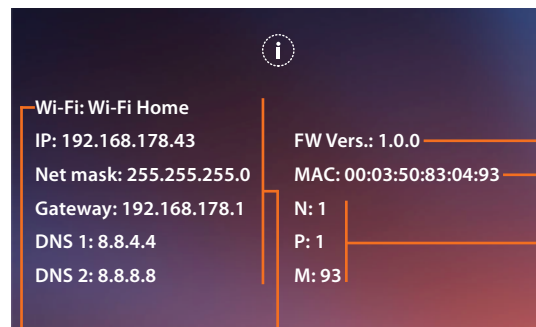 i
Wi-Fi: Wi-Fi Home
IP: 192.168.178.43
Net mask: 255.255.255.0
Gateway: 192.168.178.1
DNS 1: 8.8.4.4
DNS 2: 8.8.8.8
FW Vers.: 1.0.0
MAC: 00:03:50:83:04:93
N: 1
P: 1
M: 93